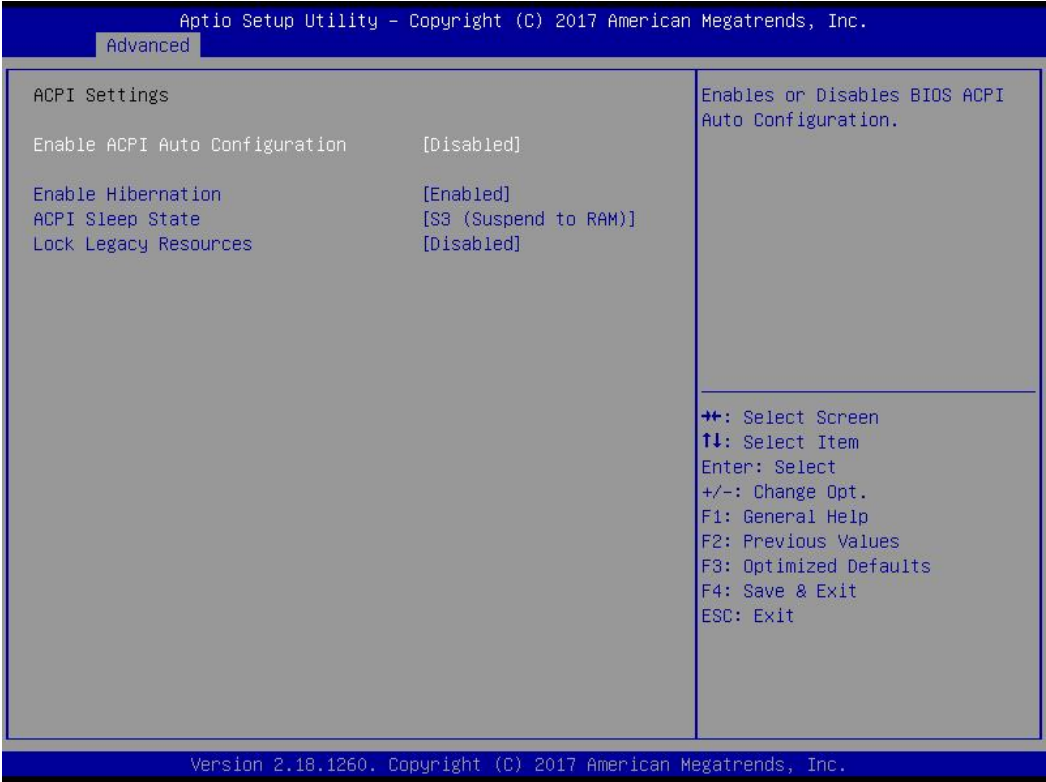 Aptio Setup Utility – Copyright (C) 2017 American Megatrends, Inc.
Advanced
ACPI Settings
Enable ACPI Auto Configuration [Disabled]
Enable Hibernation [Enabled]
ACPI Sleep State [S3 (Suspend to RAM)]
Lock Legacy Resources [Disabled]
Enables or Disables BIOS ACPI
Auto Configuration.
→←: Select Screen
↑↓: Select Item
Enter: Select
+/-: Change Opt.
F1: General Help
F2: Previous Values
F3: Optimized Defaults
F4: Save & Exit
ESC: Exit
Version 2.18.1260. Copyright (C) 2017 American Megatrends, Inc.